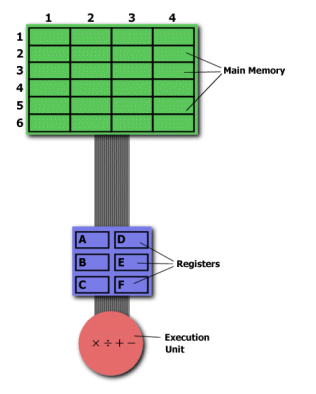 1 2 3 4
1
2
3
4
5
6
Main Memory
A D
B E
C F
Registers
× ÷ + −
Execution
Unit